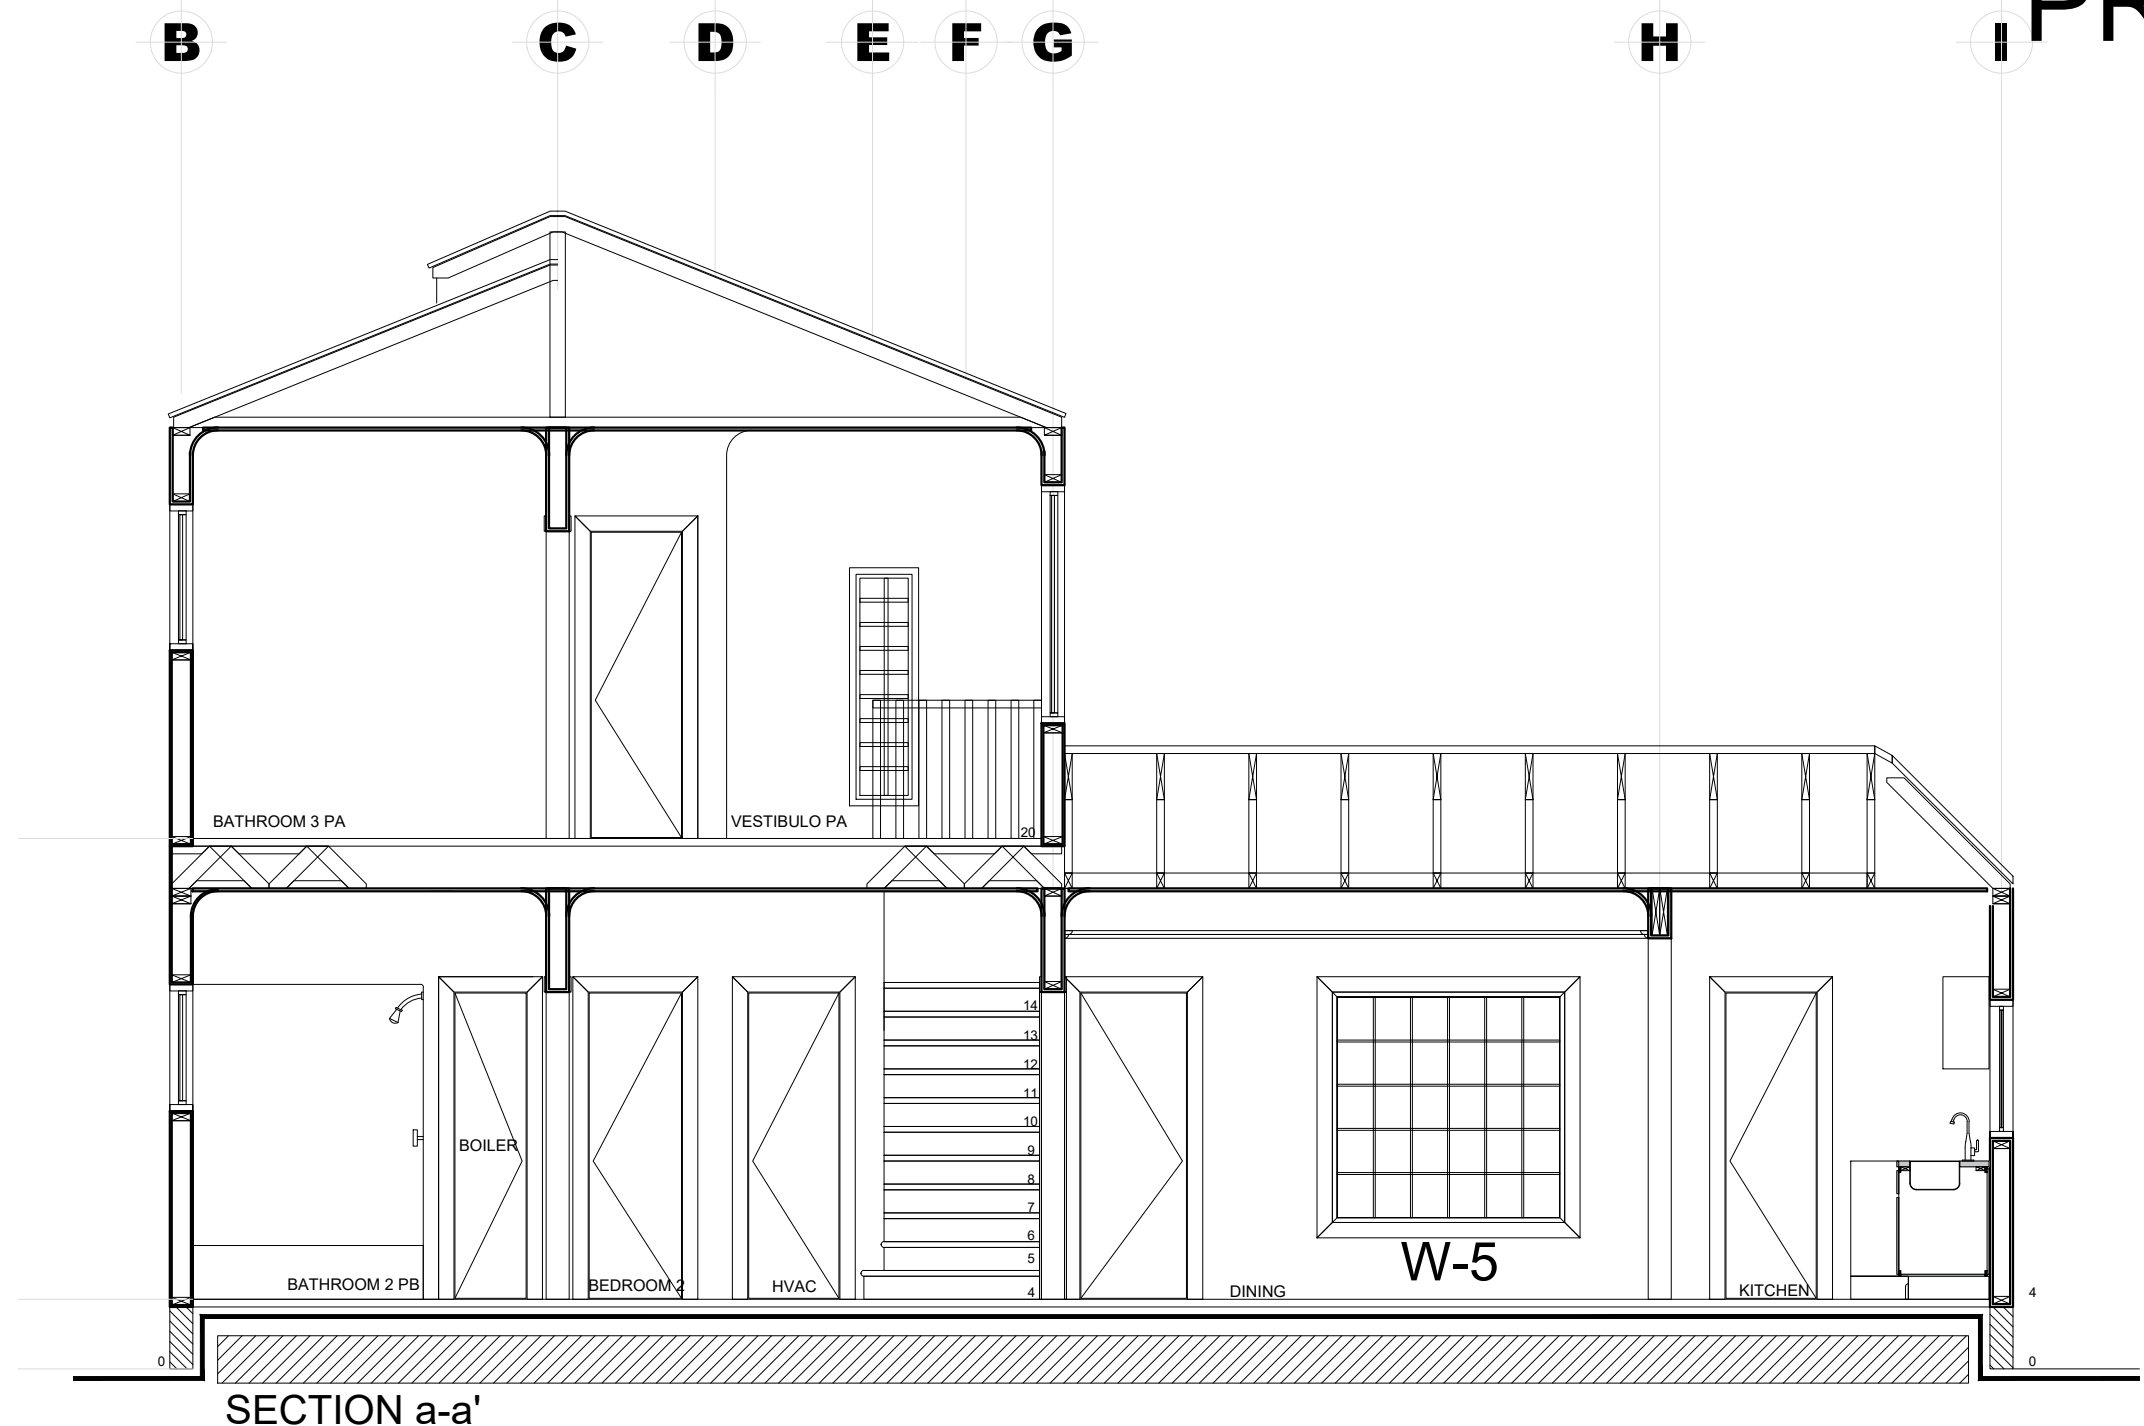 B C D E F G H I
PR
BATHROOM 3 PA
VESTIBULO PA
20
14
13
12
11
10
9
8
7
6
5
4
BOILER
BATHROOM 2 PB
BEDROOM 2
HVAC
DINING
W-5
KITCHEN
4
0
0
SECTION a-a'